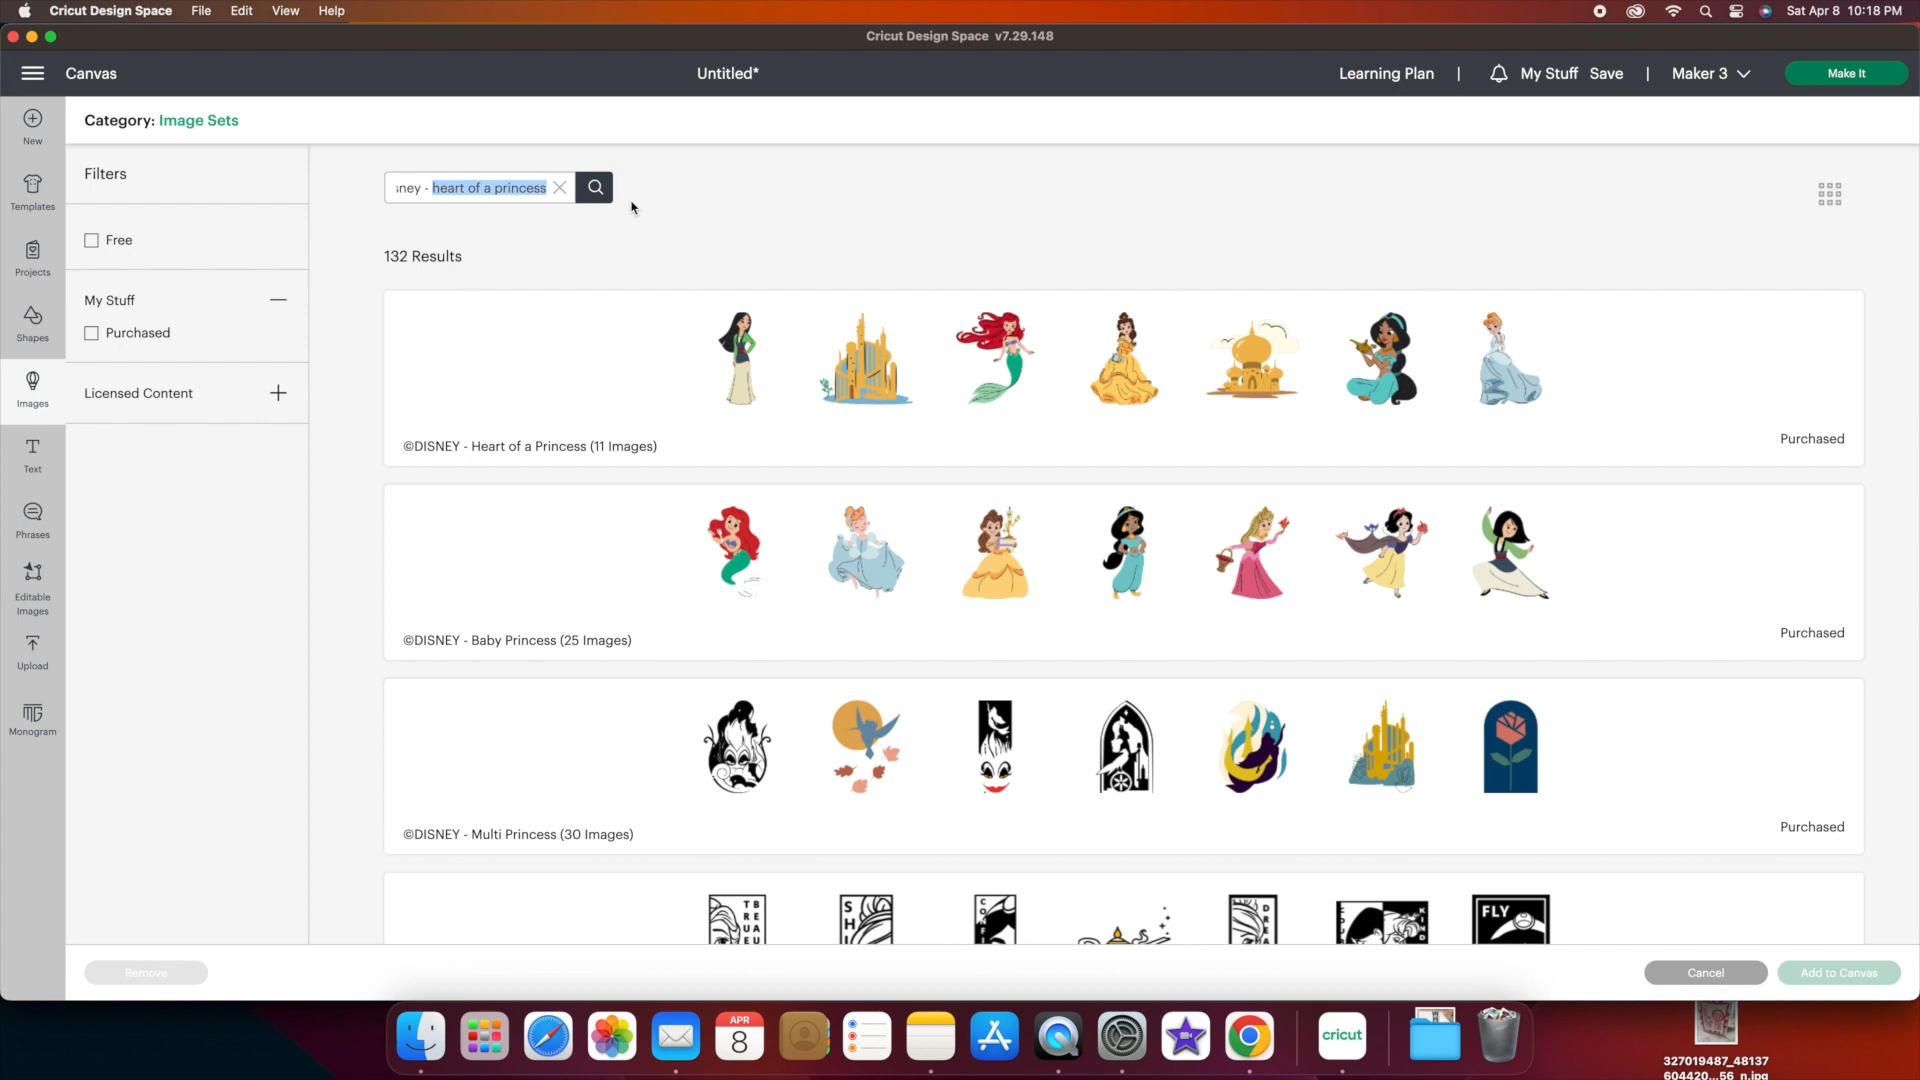 Cricut Design Space File Edit View Help
Sat Apr 8 10:18 PM
Cricut Design Space v7.29.148
Canvas
Untitled*
Learning Plan | My Stuff Save | Maker 3
Make It
New
Templates
Projects
Shapes
Images
Text
Phrases
Editable
Images
Upload
Monogram
Category: Image Sets
Filters
Free
My Stuff
Purchased
Licensed Content
sney - heart of a princess
132 Results
©DISNEY - Heart of a Princess (11 Images)
Purchased
©DISNEY - Baby Princess (25 Images)
Purchased
©DISNEY - Multi Princess (30 Images)
Purchased
FLY
Remove
Cancel
Add to Canvas
APR
8
cricut
327019487_48137
604420...56_n.jpg